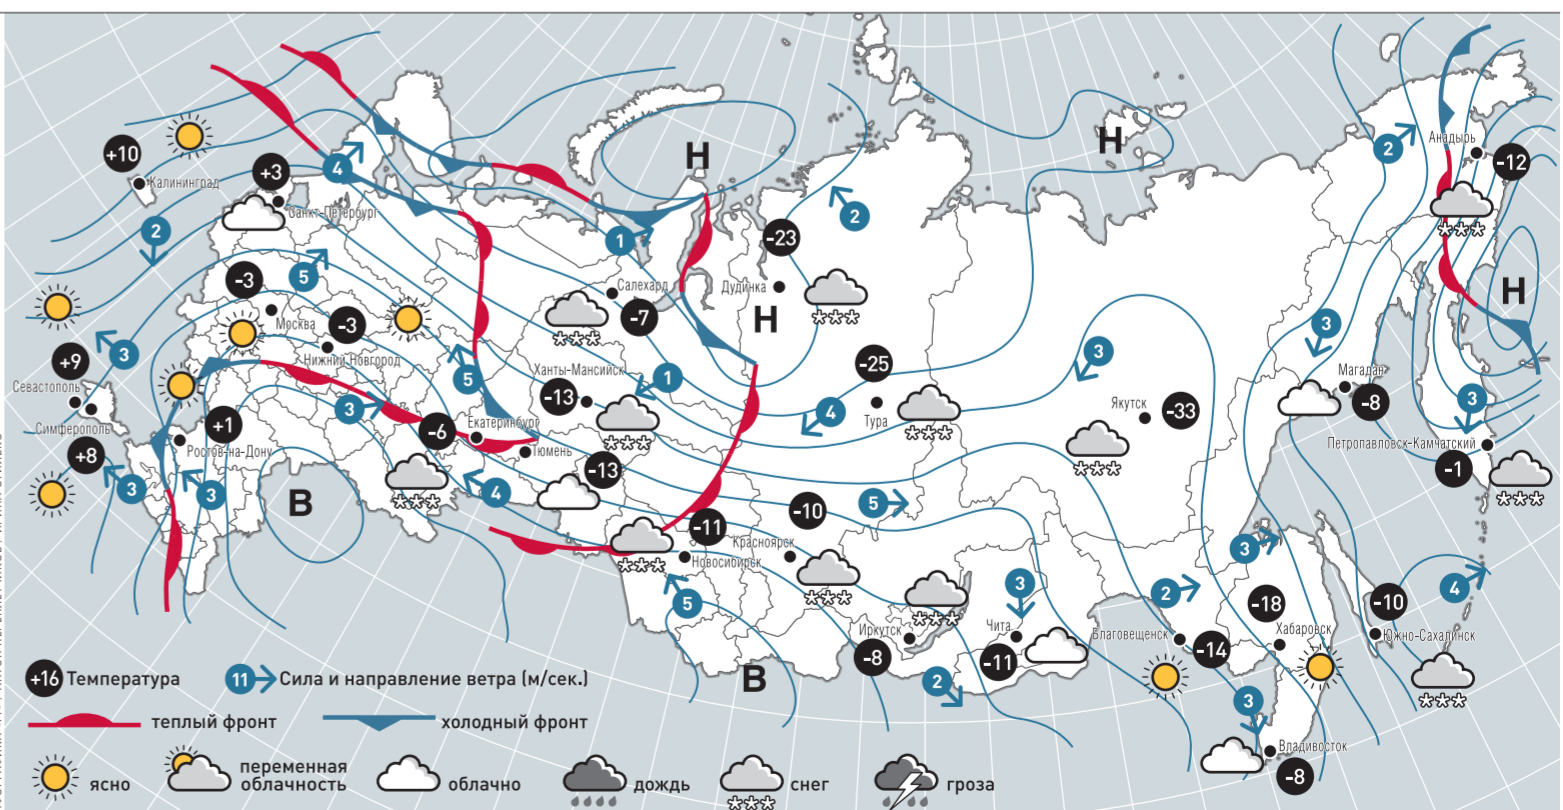 Н
Н
Анадырь
+10
2
-12
Калининград
+3
4
Санкт-Петербург
2
2
-23
1
5
-3
Салехард
Дудинка
Н
Н
-7
3
Москва
-3
3
Нижний Новгород
3
+9
-25
Ханты-Мансийск
1
Магадан
Севастополь
5
-13
Тура
-8
3
3
4
Якутск
-33
Симферополь
+1
-6
Екатеринбург
Ростов-на-Дону
Тюмень
Петропавловск-Камчатский
+8
-13
-1
3
3
В
4
-10
5
-11
Красноярск
Новосибирск
3
5
3
2
-18
-10
4
Иркутск
Чита
Благовещенск
Хабаровск
Южно-Сахалинск
-8
-11
-14
В
2
3
Владивосток
-8
+16 Температура
11 Сила и направление ветра (м/сек.)
теплый фронт
холодный фронт
ясно
переменная
облачность
облачно
дождь
снег
гроза